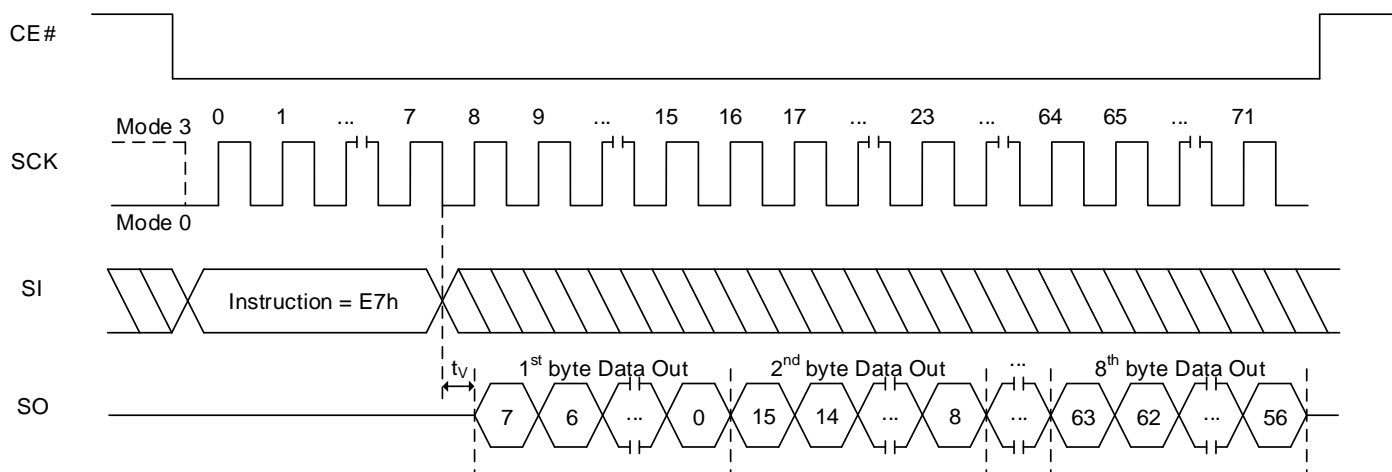 CE#
0 1 ... 7 8 9 ... 15 16 17 ... 23 ... 64 65 ... 71
Mode 3
SCK
Mode 0
SI
Instruction = E7h
tV 1st byte Data Out 2nd byte Data Out ... 8th byte Data Out
SO
7 6 ... 0 15 14 ... 8 ... 63 62 ... 56